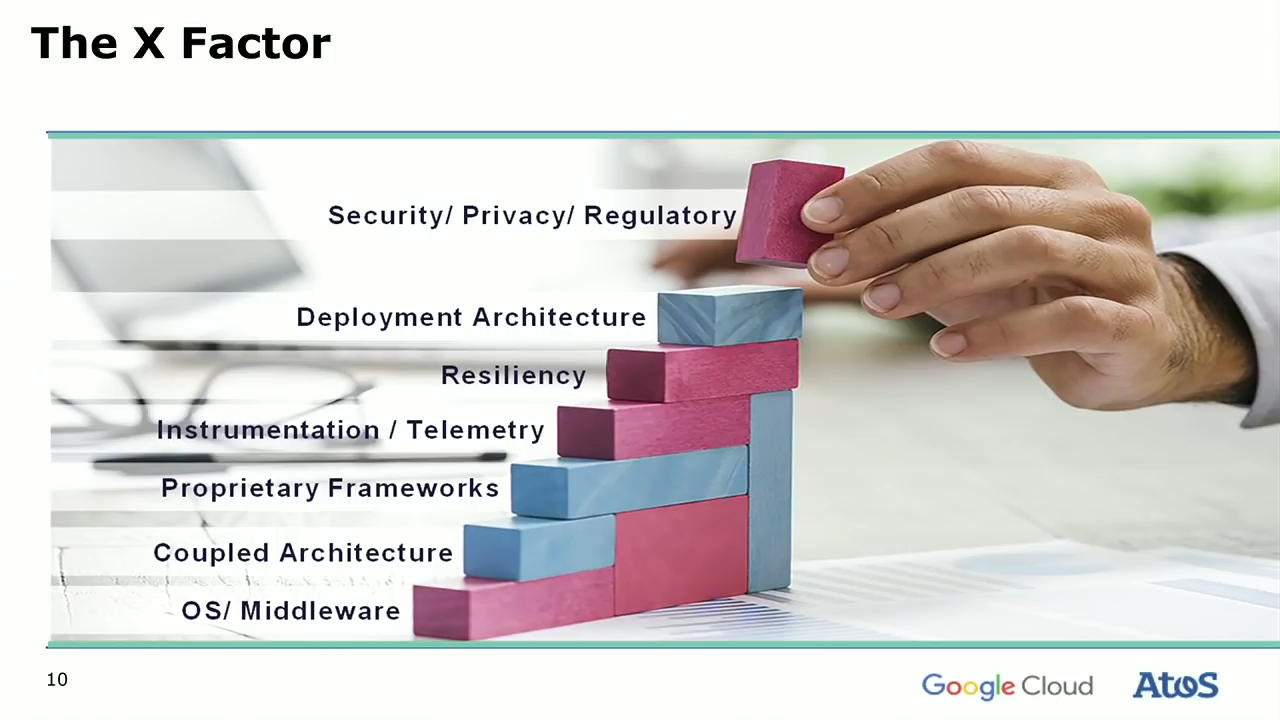 The X Factor
Security/ Privacy/ Regulatory
Deployment Architecture
Resiliency
Instrumentation / Telemetry
Proprietary Frameworks
Coupled Architecture
OS/ Middleware
10
Google Cloud
Atos